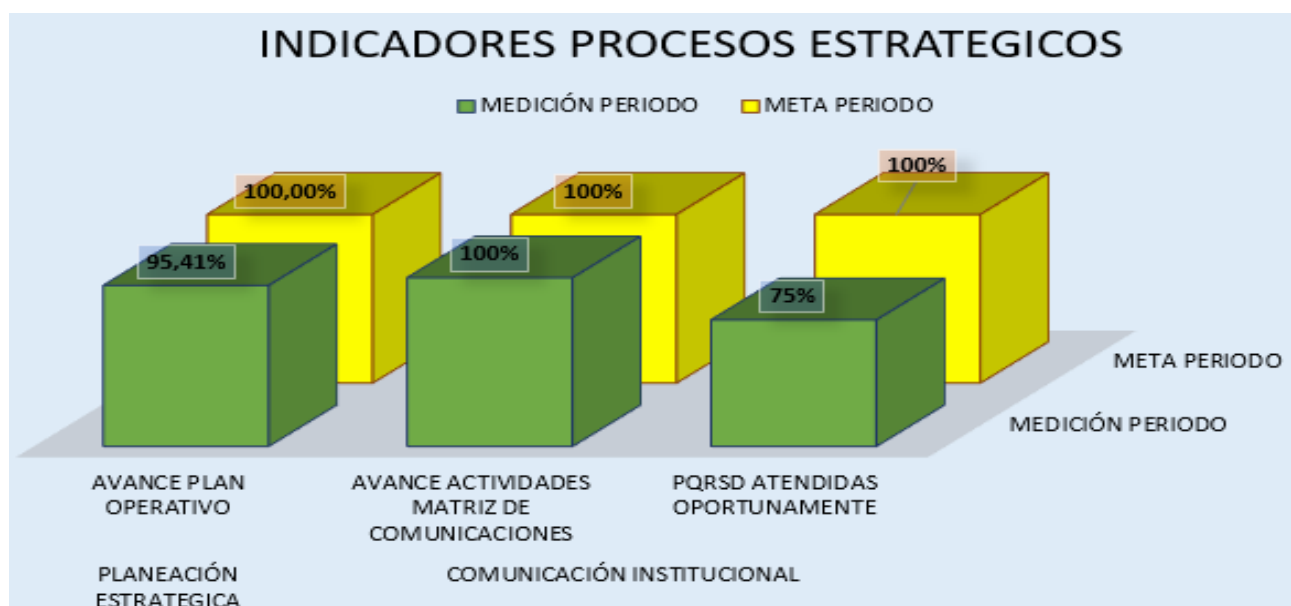 INDICADORES PROCESOS ESTRATEGICOS
MEDICIÓN PERIODO
META PERIODO
100,00%
100%
100%
95,41%
100%
75%
META PERIODO
MEDICIÓN PERIODO
AVANCE PLAN
OPERATIVO
AVANCE ACTIVIDADES
MATRIZ DE
COMUNICACIONES
PQRSD ATENDIDAS
OPORTUNAMENTE
PLANEACIÓN
ESTRATEGICA
COMUNICACIÓN INSTITUCIONAL